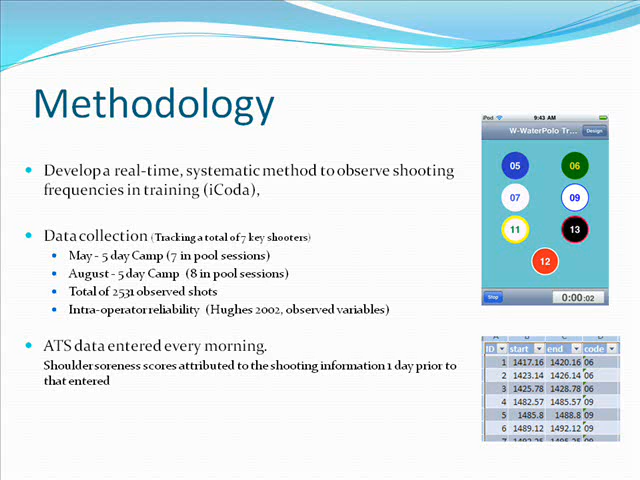 Methodology
Develop a real-time, systematic method to observe shooting
frequencies in training (iCoda),
Data collection (Tracking a total of 7 key shooters)
May - 5 day Camp (7 in pool sessions)
August - 5 day Camp (8 in pool sessions)
Total of 2531 observed shots
Intra-operator reliability (Hughes 2002, observed variables)
ATS data entered every morning.
Shoulder soreness scores attributed to the shooting information 1 day prior to
that entered
iPod 9:43 AM
W-WaterPolo Tr... Design
05 06
07 09
11 13
12
Stop 0:00:02
ID start end code
1 1417.16 1420.16 06
2 1423.14 1426.14 06
3 1425.78 1428.78 06
4 1482.57 1485.57 09
5 1485.8 1488.8 09
6 1489.12 1492.12 09